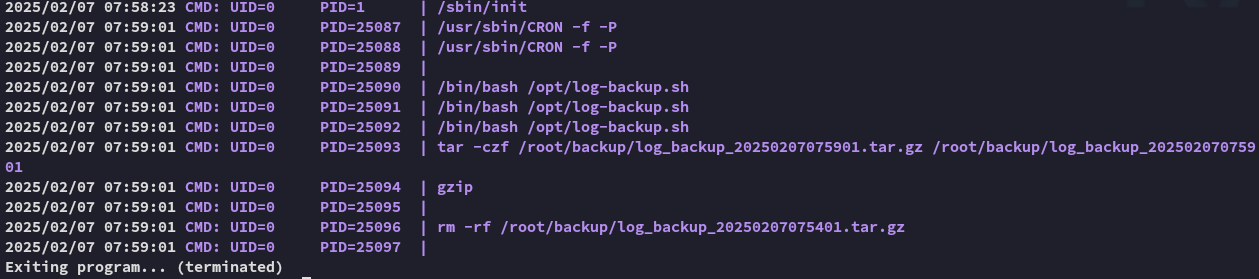 2025/02/07 07:58:23 CMD: UID=0     PID=1      | /sbin/init
2025/02/07 07:59:01 CMD: UID=0     PID=25087  | /usr/sbin/CRON -f -P
2025/02/07 07:59:01 CMD: UID=0     PID=25088  | /usr/sbin/CRON -f -P
2025/02/07 07:59:01 CMD: UID=0     PID=25089  |
2025/02/07 07:59:01 CMD: UID=0     PID=25090  | /bin/bash /opt/log-backup.sh
2025/02/07 07:59:01 CMD: UID=0     PID=25091  | /bin/bash /opt/log-backup.sh
2025/02/07 07:59:01 CMD: UID=0     PID=25092  | /bin/bash /opt/log-backup.sh
2025/02/07 07:59:01 CMD: UID=0     PID=25093  | tar -czf /root/backup/log_backup_20250207075901.tar.gz /root/backup/log_backup_202502070759
01
2025/02/07 07:59:01 CMD: UID=0     PID=25094  | gzip
2025/02/07 07:59:01 CMD: UID=0     PID=25095  |
2025/02/07 07:59:01 CMD: UID=0     PID=25096  | rm -rf /root/backup/log_backup_20250207075401.tar.gz
2025/02/07 07:59:01 CMD: UID=0     PID=25097  |
Exiting program... (terminated)